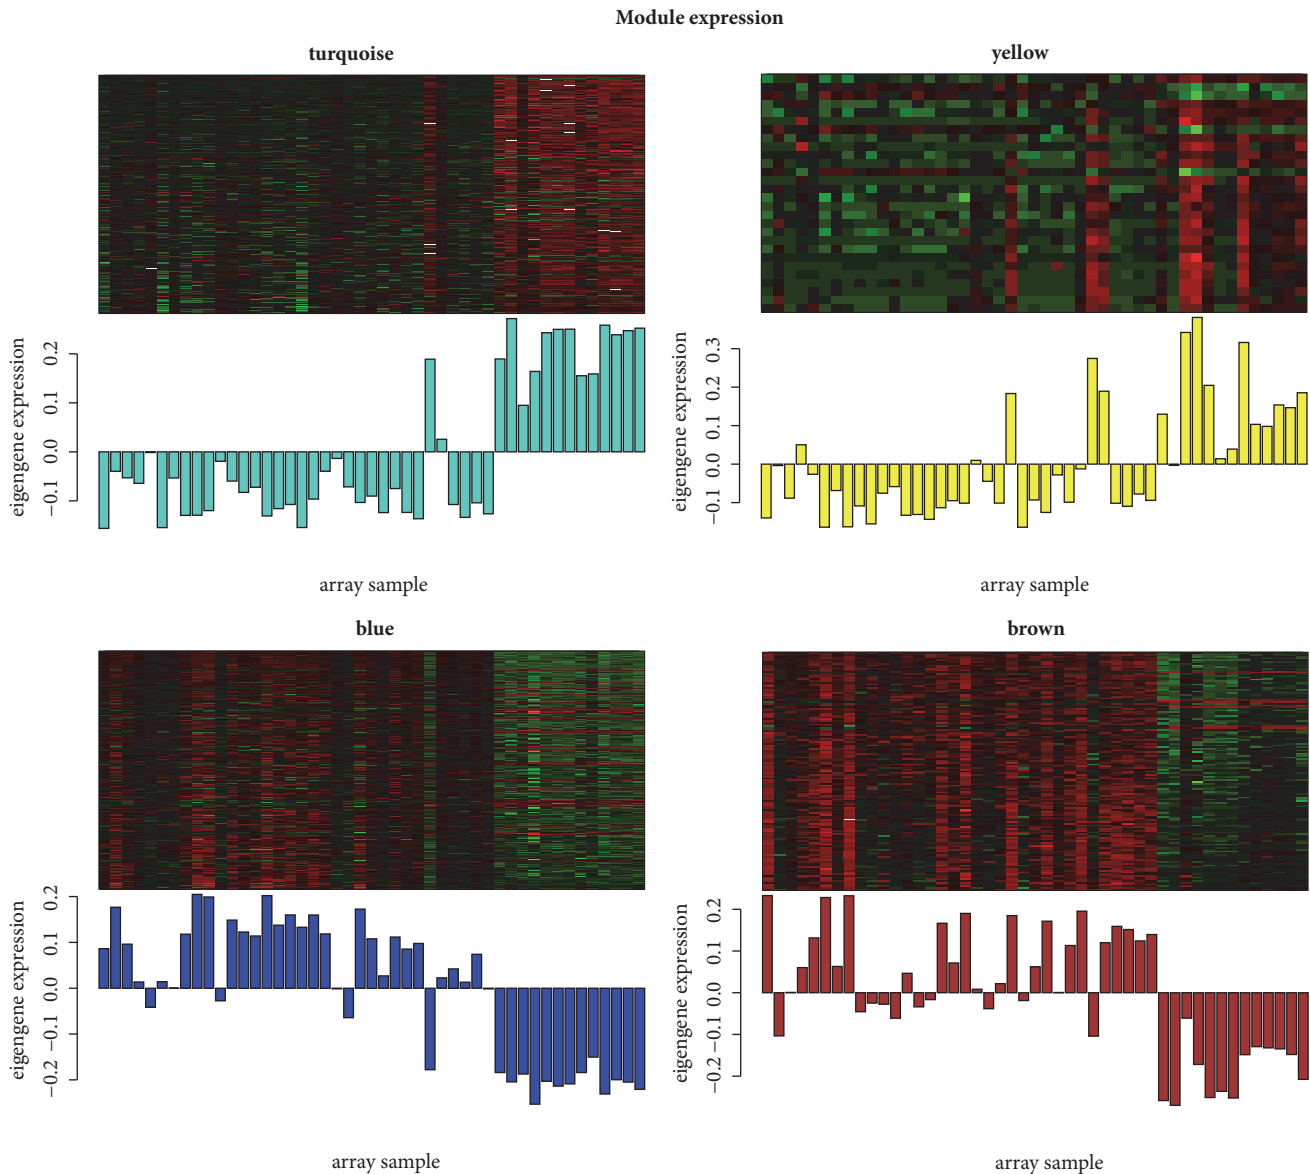 Module expression
turquoise
yellow
eigengene expression
0.2
0.1
0.0
−0.1
array sample
eigengene expression
0.3
0.2
0.1
0.0
−0.1
array sample
blue
brown
eigengene expression
0.2
0.1
0.0
−0.1
−0.2
array sample
eigengene expression
0.2
0.1
0.0
−0.1
−0.2
array sample